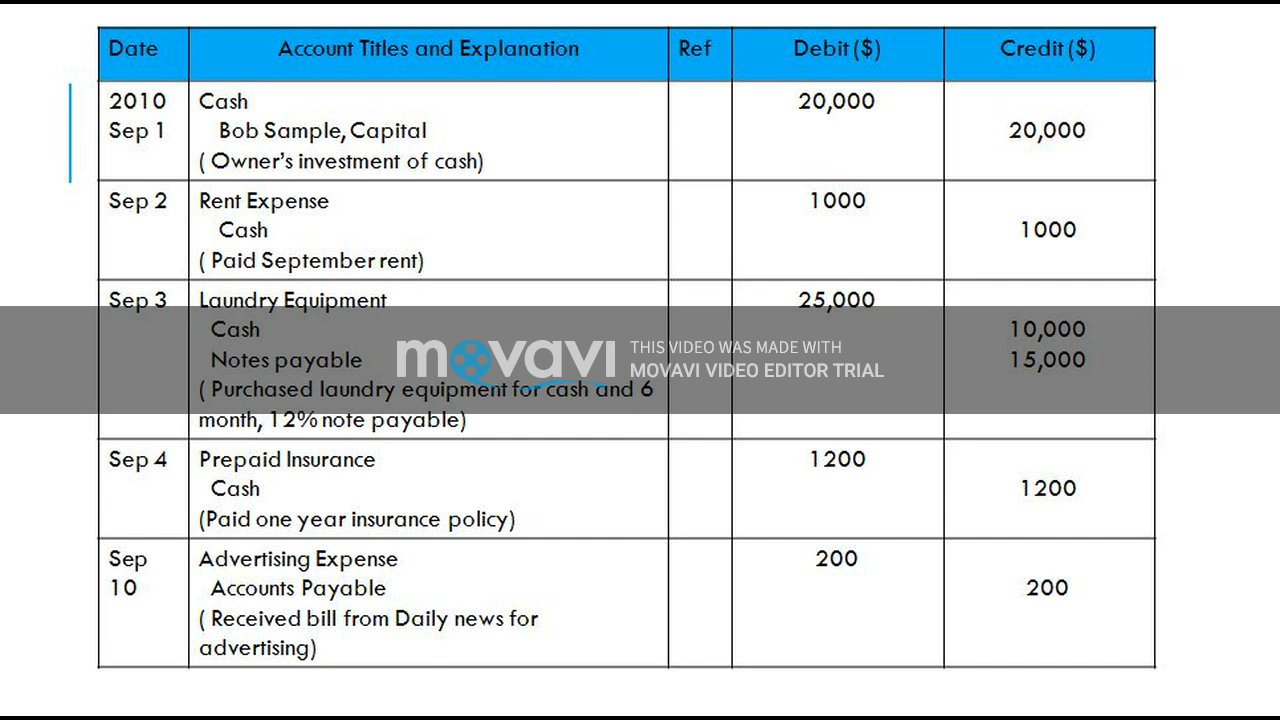 Date Account Titles and Explanation Ref Debit ($) Credit ($)
2010 Cash 20,000
Sep 1 Bob Sample, Capital 20,000
( Owner's investment of cash)
Sep 2 Rent Expense 1000
Cash 1000
( Paid September rent)
Sep 3 Laundry Equipment 25,000
Cash 10,000
Notes payable 15,000
( Purchased laundry equipment for cash and 6
month, 12% note payable)
movavi
THIS VIDEO WAS MADE WITH
MOVAVI VIDEO EDITOR TRIAL
Sep 4 Prepaid Insurance 1200
Cash 1200
(Paid one year insurance policy)
Sep Advertising Expense 200
10 Accounts Payable 200
( Received bill from Daily news for
advertising)